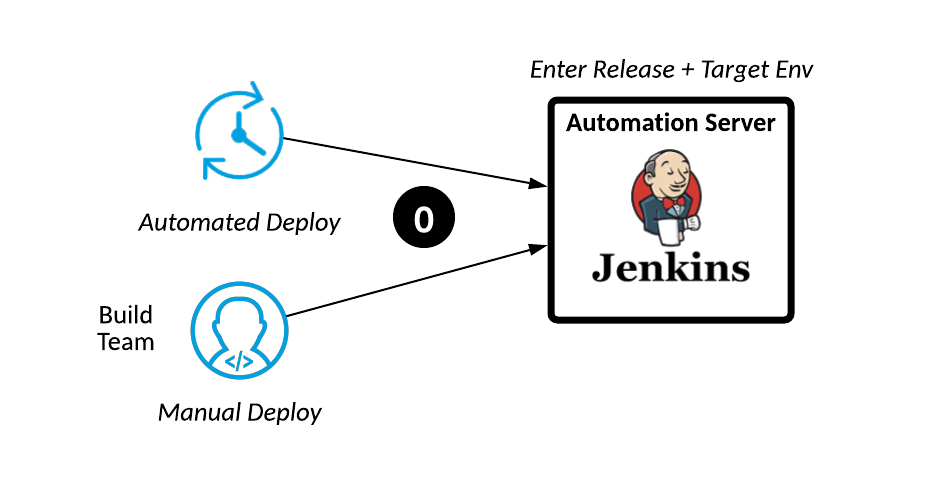 Enter Release + Target Env
Automation Server
Jenkins
Automated Deploy
0
Build
Team
</>
Manual Deploy